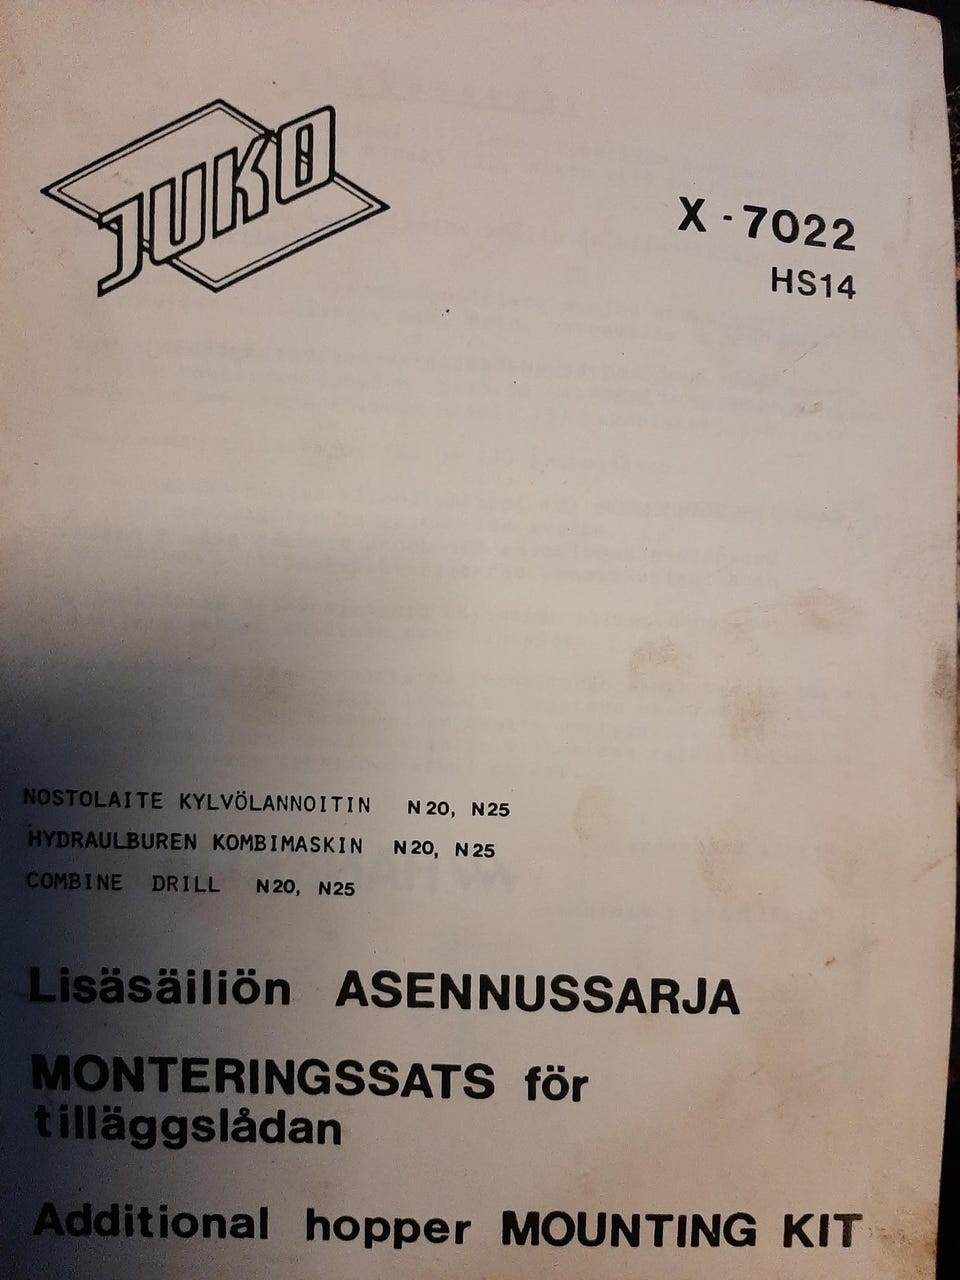 JUKO
X - 7022
HS14
NOSTOLAITE KYLVÖLANNOITIN N20, N25
HYDRAULBUREN KOMBIMASKIN N20, N25
COMBINE DRILL N20, N25
Lisäsäiliön ASENNUSSARJA
MONTERINGSSATS för
tilläggslådan
Additional hopper MOUNTING KIT